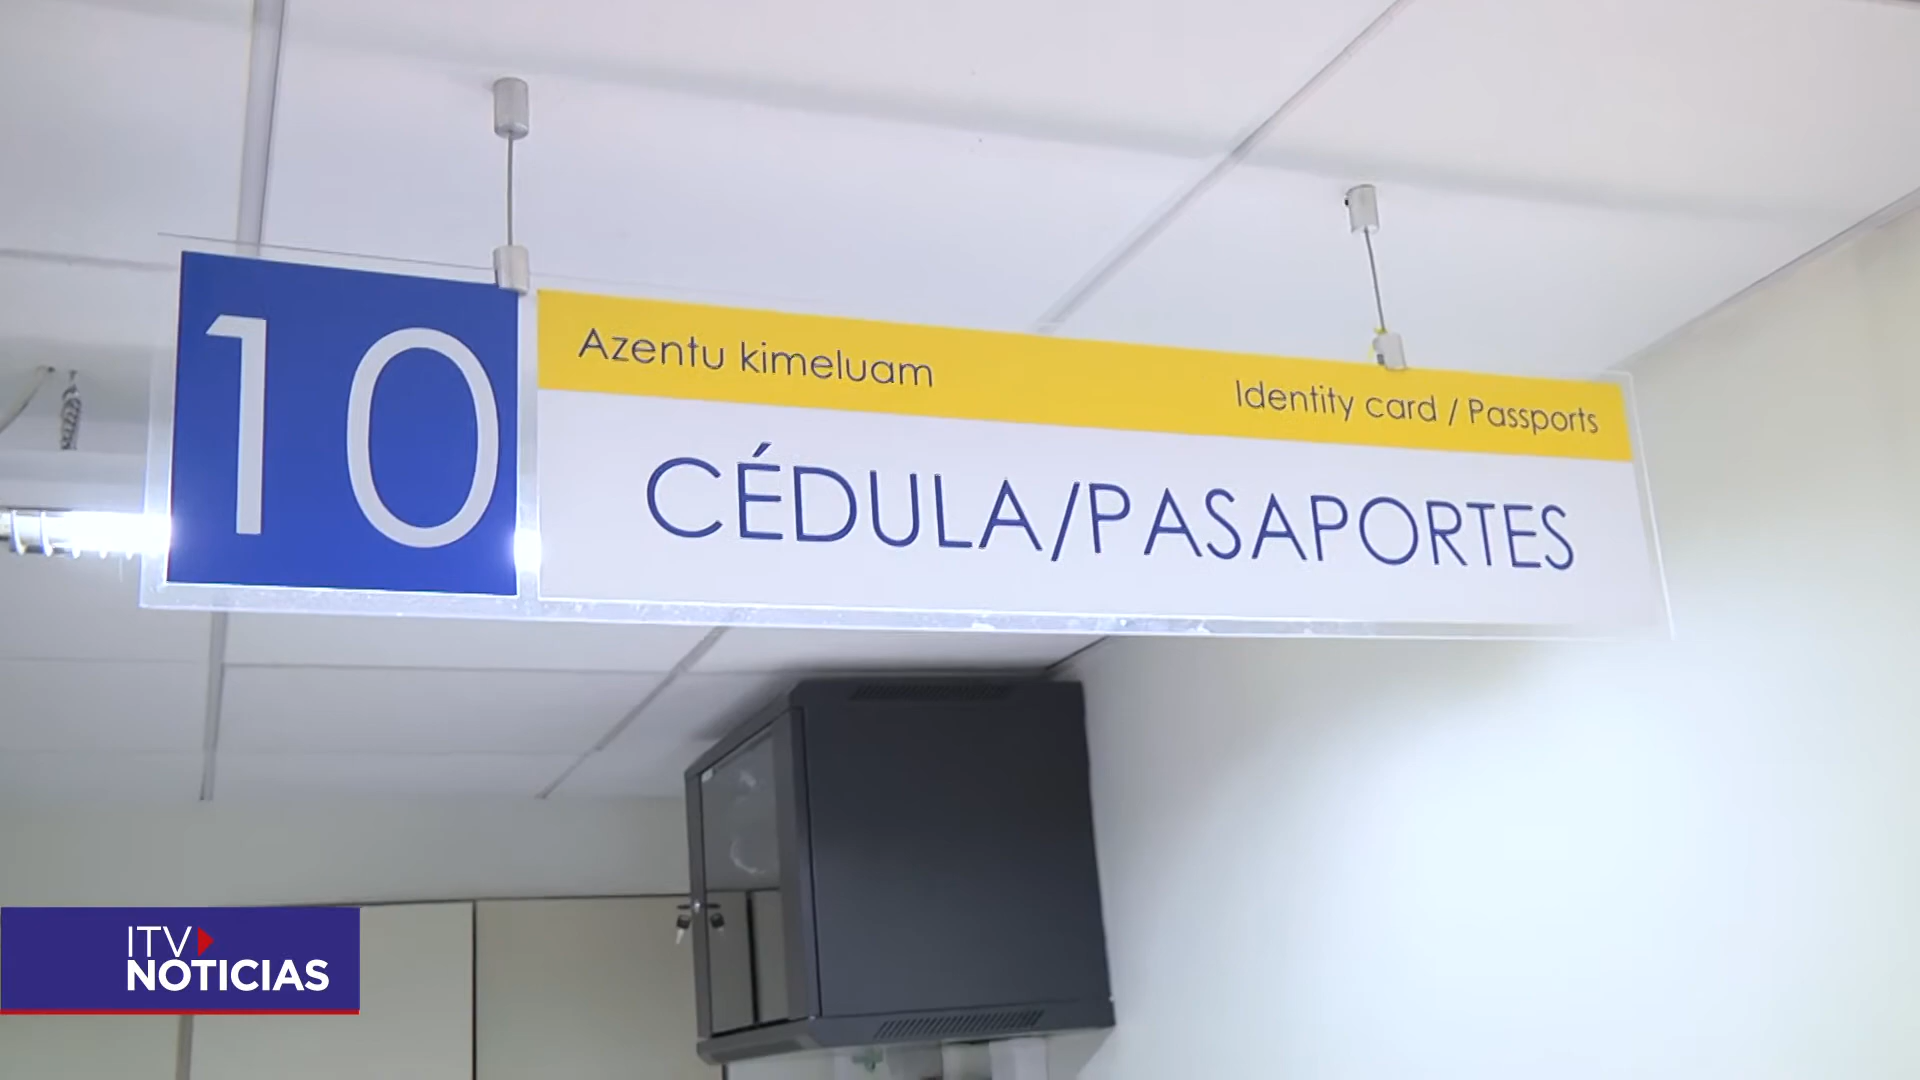 10
Azentu kimeluam
Identity card / Passports
CÉDULA/PASAPORTES
ITV
NOTICIAS